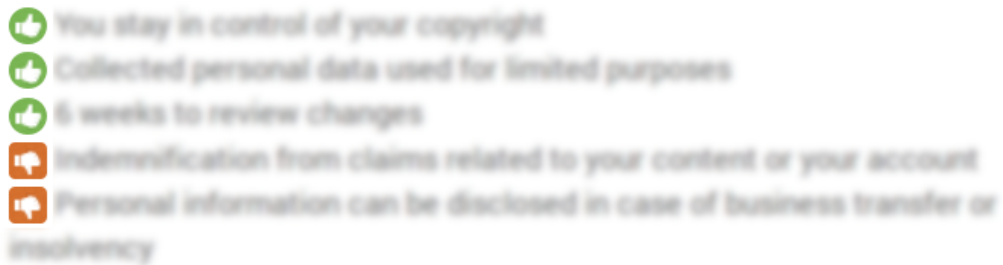 You stay in control of your copyright
Collected personal data used for limited purposes
6 weeks to review changes
Indemnification from claims related to your content or your account
Personal information can be disclosed in case of business transfer or
insolvency